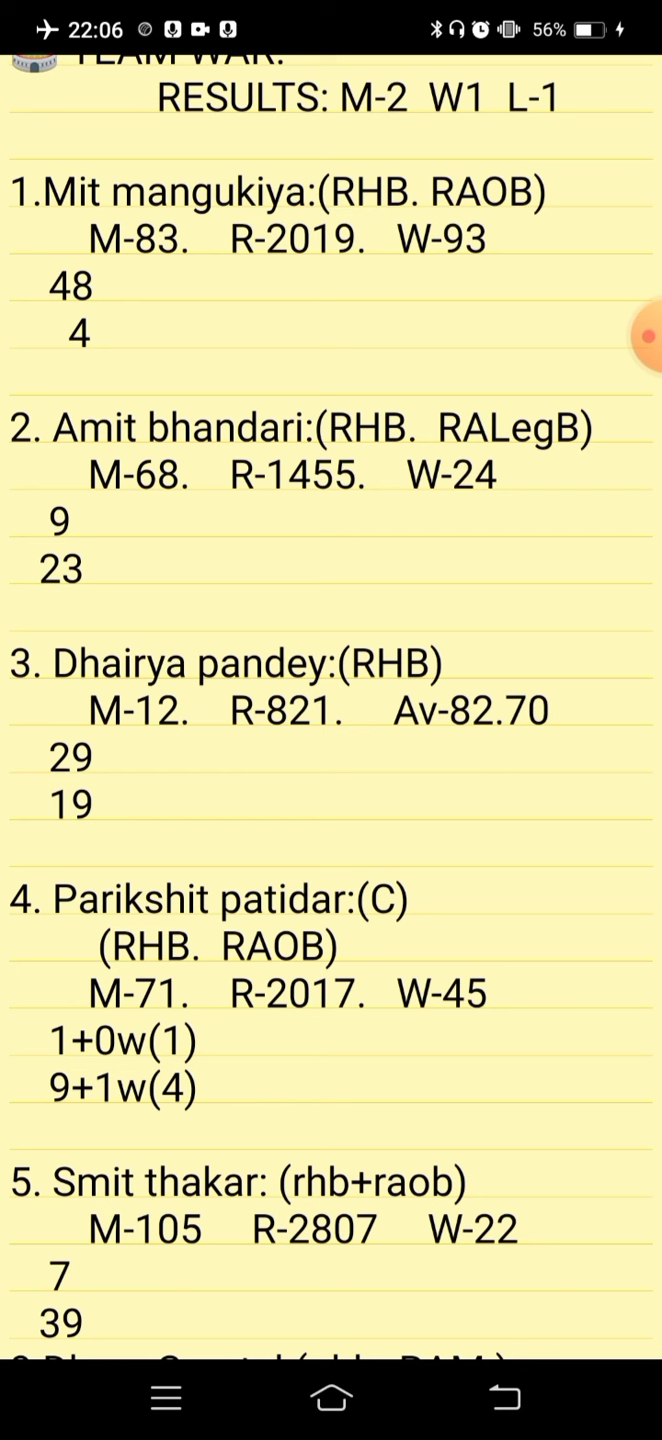 22:06 56%
TEAM WAR:
RESULTS: M-2 W1 L-1
1.Mit mangukiya:(RHB. RAOB)
M-83. R-2019. W-93
48
4
2. Amit bhandari:(RHB. RALegB)
M-68. R-1455. W-24
9
23
3. Dhairya pandey:(RHB)
M-12. R-821. Av-82.70
29
19
4. Parikshit patidar:(C)
(RHB. RAOB)
M-71. R-2017. W-45
1+0w(1)
9+1w(4)
5. Smit thakar: (rhb+raob)
M-105 R-2807 W-22
7
39